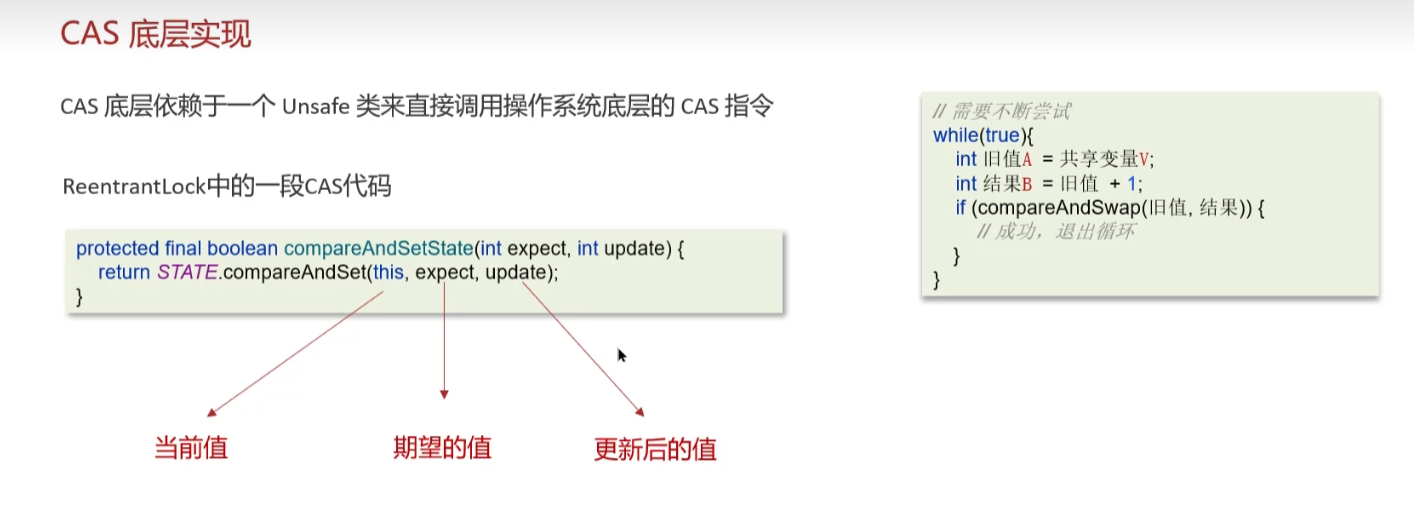 CAS 底层实现
CAS 底层依赖于一个 Unsafe 类来直接调用操作系统底层的 CAS 指令
ReentrantLock中的一段CAS代码
protected final boolean compareAndSetState(int expect, int update) {
return STATE.compareAndSet(this, expect, update);
}
当前值
期望的值
更新后的值
// 需要不断尝试
while(true){
int 旧值A = 共享变量V;
int 结果B = 旧值 + 1;
if (compareAndSwap(旧值, 结果)) {
// 成功，退出循环
}
}